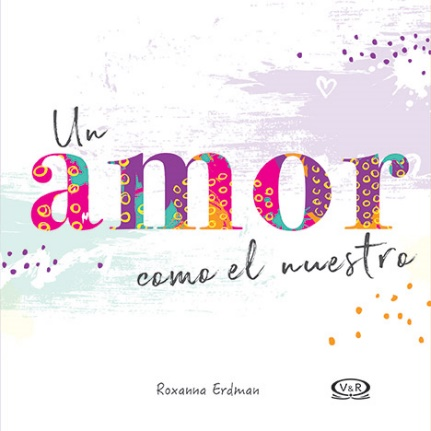 Un
amor
como el nuestro
Roxanna Erdman
V&R